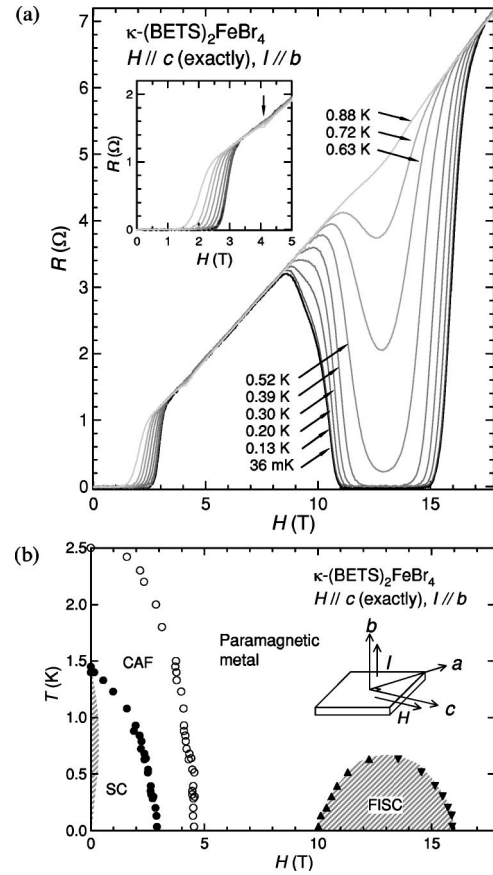 (a)
κ-(BETS)2FeBr4
H // c (exactly), I // b
R (Ω)
7
6
5
4
3
2
1
0
R (Ω)
2
1
0
0 1 2 3 4 5
H (T)
0.88 K
0.72 K
0.63 K
0.52 K
0.39 K
0.30 K
0.20 K
0.13 K
36 mK
0 5 10 15
H (T)
(b)
T (K)
2.5
2.0
1.5
1.0
0.5
0.0
κ-(BETS)2FeBr4
H // c (exactly), I // b
CAF
Paramagnetic
metal
b
I
a
c
H
SC
FISC
0 5 10 15
H (T)